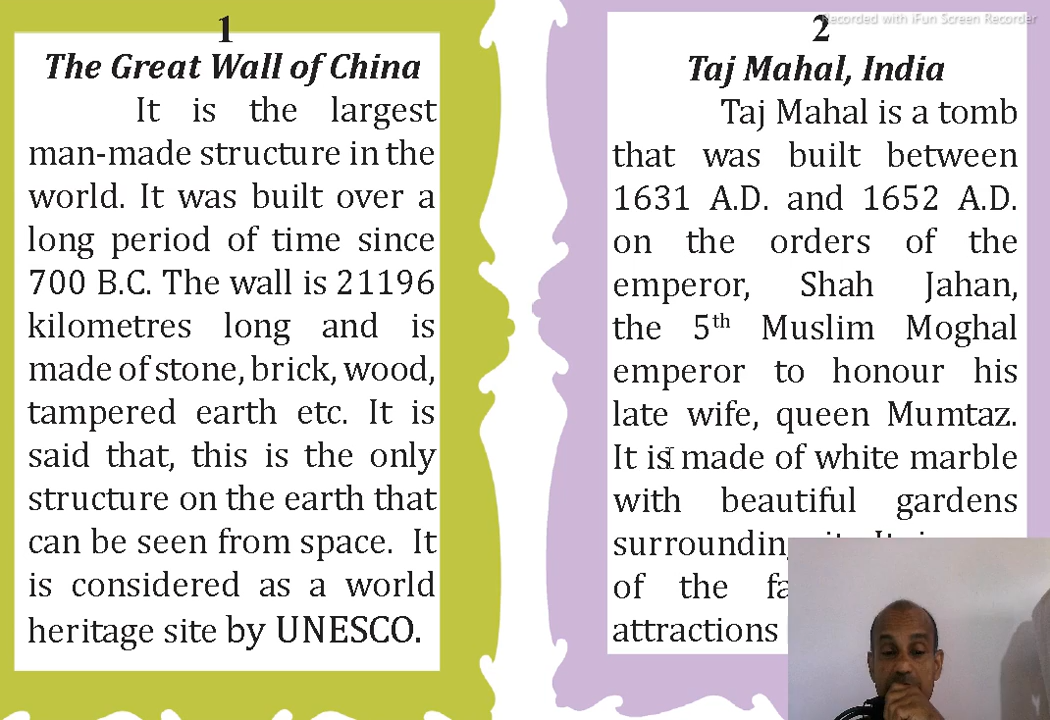 1
The Great Wall of China
It is the largest
man-made structure in the
world. It was built over a
long period of time since
700 B.C. The wall is 21196
kilometres long and is
made of stone, brick, wood,
tampered earth etc. It is
said that, this is the only
structure on the earth that
can be seen from space. It
is considered as a world
heritage site by UNESCO.
Recorded with iFun Screen Recorder
2
Taj Mahal, India
Taj Mahal is a tomb
that was built between
1631 A.D. and 1652 A.D.
on the orders of the
emperor, Shah Jahan,
the 5th Muslim Moghal
emperor to honour his
late wife, queen Mumtaz.
It is made of white marble
with beautiful gardens
of the
attractions